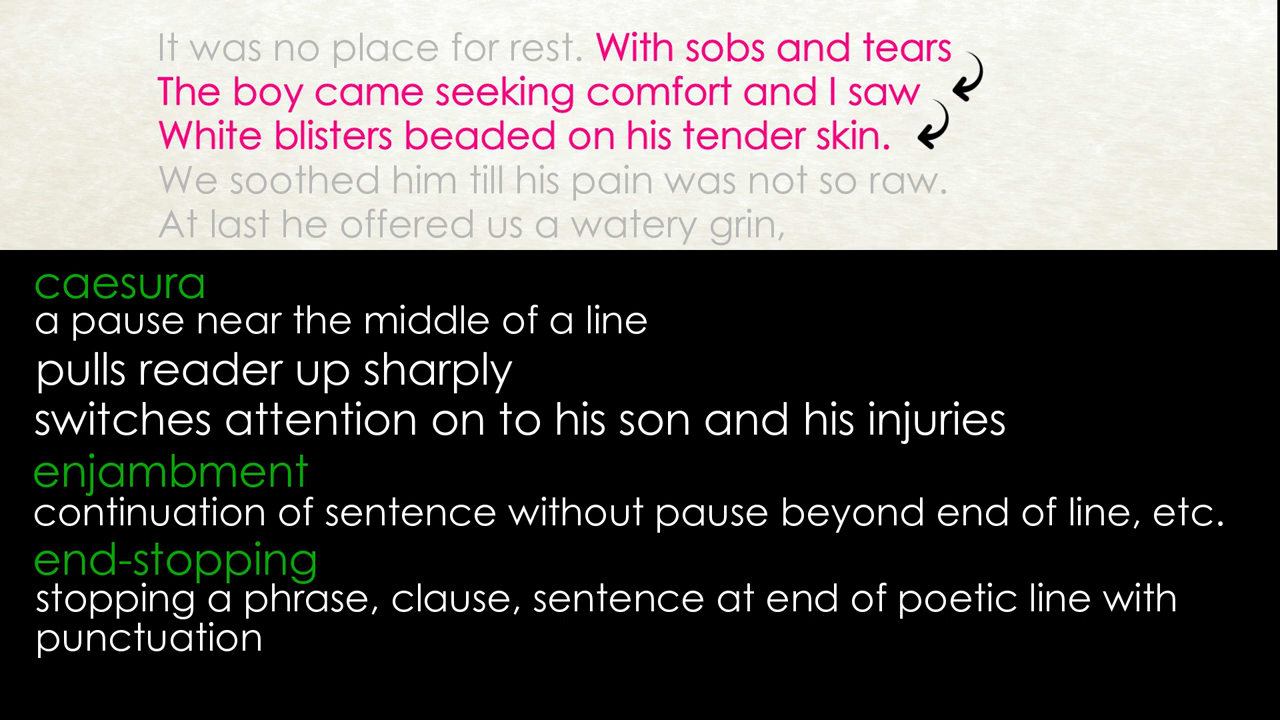 It was no place for rest. With sobs and tears
The boy came seeking comfort and I saw
White blisters beaded on his tender skin.
We soothed him till his pain was not so raw.
At last he offered us a watery grin,
caesura
a pause near the middle of a line
pulls reader up sharply
switches attention on to his son and his injuries
enjambment
continuation of sentence without pause beyond end of line, etc.
end-stopping
stopping a phrase, clause, sentence at end of poetic line with
punctuation